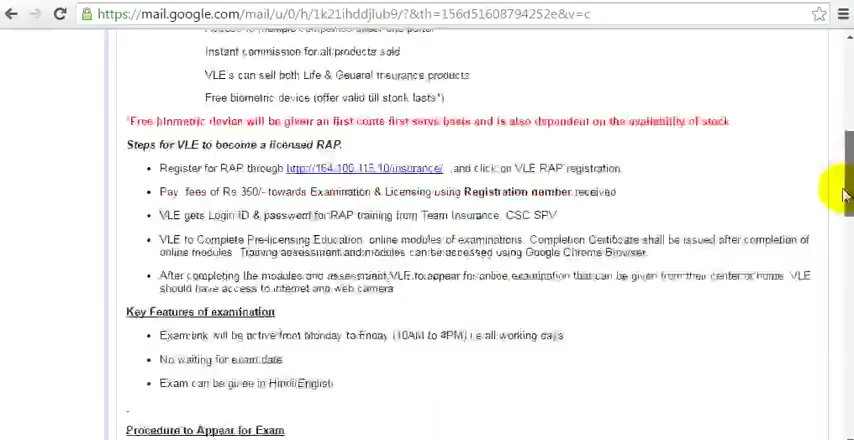 https://mail.google.com/mail/u/0/h/1k21ihddjlub9/?&th=156d51608794252e&v=c
Instant commission for all products sold
VLE's can sell both Life & General insurance products
Free biometric device (offer valid till stock lasts*)
*Free biometric device will be given an first come first serve basis and is also dependent on the availability of stock
Steps for VLE to become a licensed RAP.
• Register for RAP through http://164.100.115.10/insurance/ ,and click on VLE RAP registration
• Pay fees of Rs 350/- towards Examination & Licensing using Registration number received
• VLE gets Login ID & password for RAP training from Team Insurance, CSC SPV
• VLE to Complete Pre-licensing Education online modules of examinations. Completion Certificate shall be issued after completion of
online modules. Training assessment and modules can be accessed using Google Chrome Browser.
• After completing the modules and assessment, VLE to appear for online examination that can be given from their center or home. VLE
should have access to internet and web camera
Key Features of examination
• Exam link will be active from Monday to Friday (10AM to 4PM) i.e all working days
• No waiting for exam date
• Exam can be given in Hindi/English
Procedure to Appear for Exam